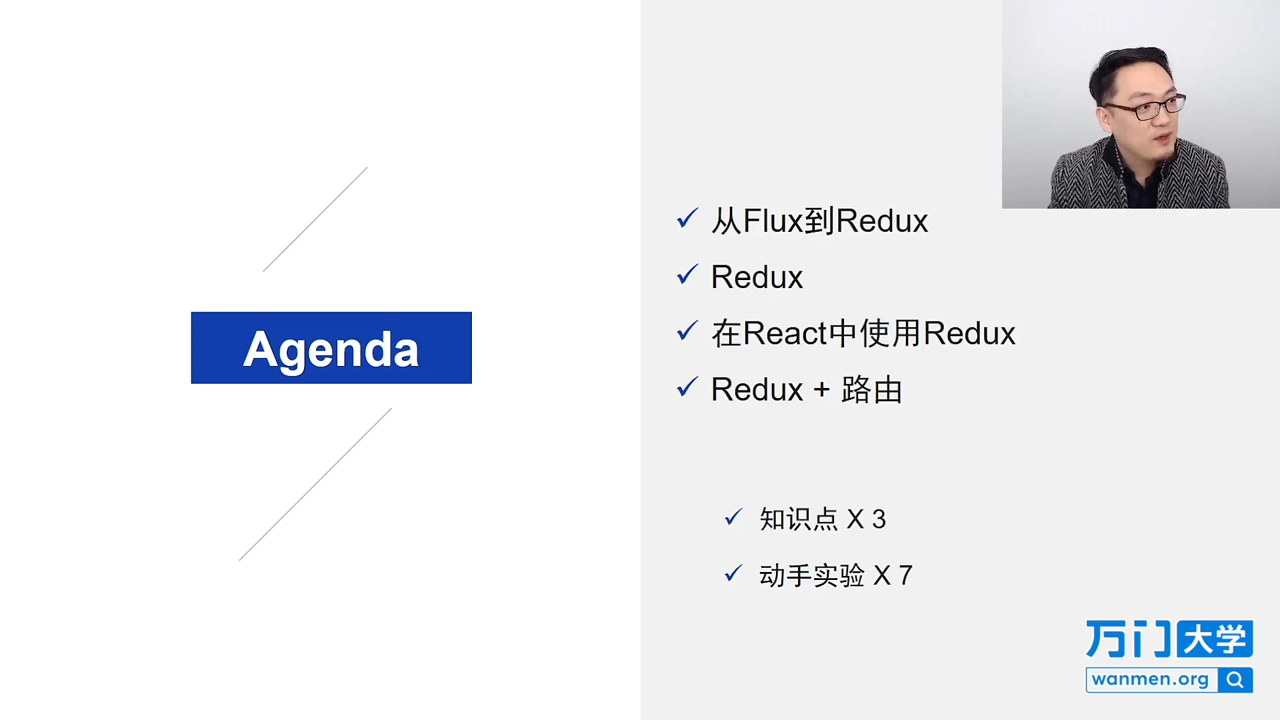 Agenda
从Flux到Redux
Redux
在React中使用Redux
Redux + 路由
知识点 X 3
动手实验 X 7
万门大学
wanmen.org